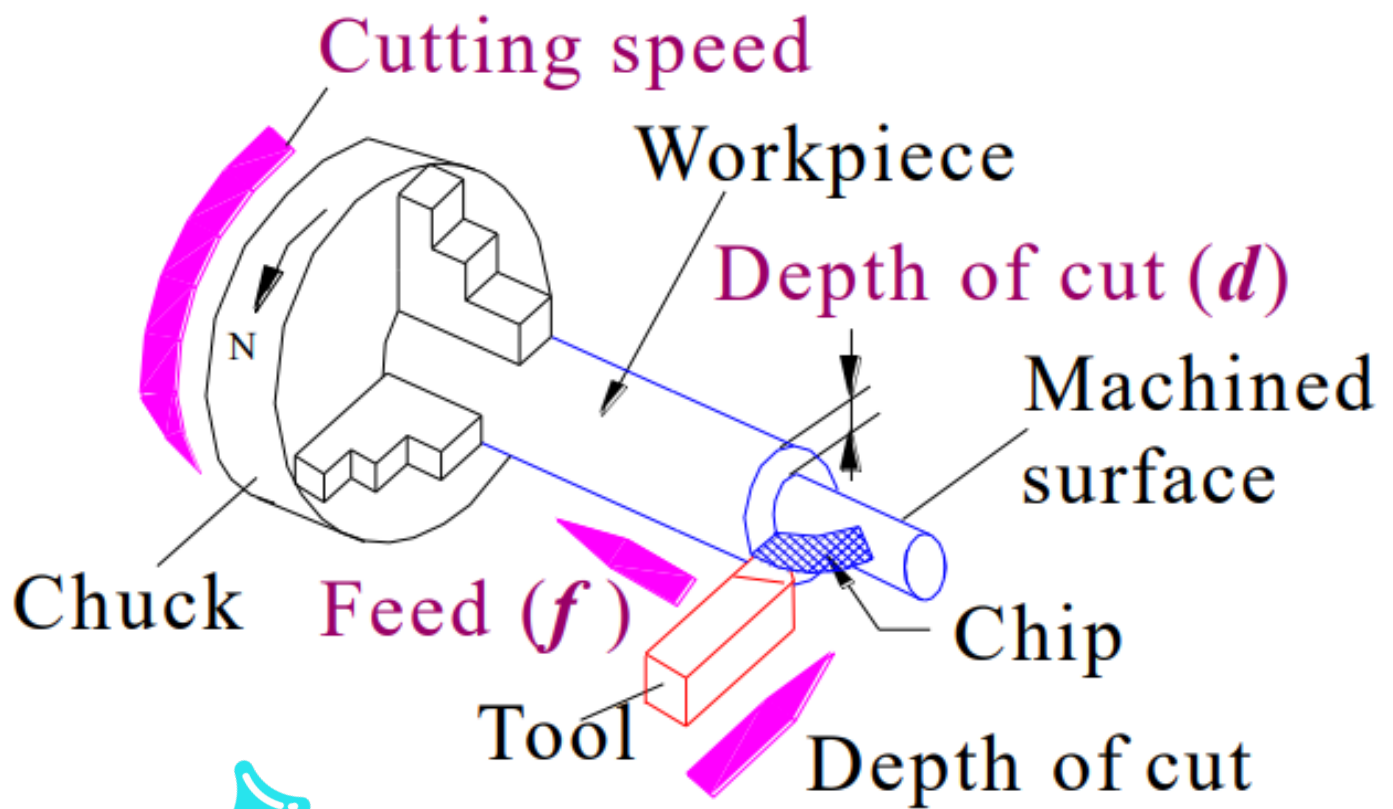 Cutting speed
Workpiece
Depth of cut (d)
N
Machined
surface
Chuck
Feed (f )
Chip
Tool
Depth of cut